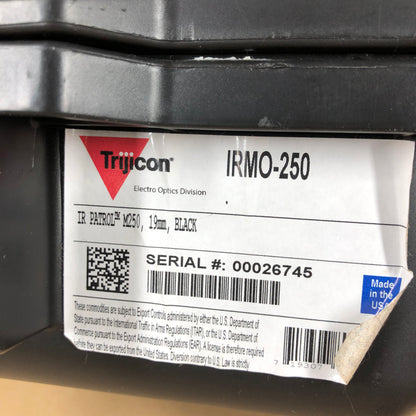 Trijicon®
Electro Optics Division
IRMO-250
IR PATROL™ M250, 19mm, BLACK
SERIAL #: 00026745
Made
in the
US
These commodities are subject to Export Controls administered by either the U.S. Department of
State pursuant to the International Traffic in Arms Regulations (ITAR), or the U.S. Department of
Commerce pursuant to the Export Administration Regulations (EAR). A license is therefore required
before they can be exported from the United States. Diversion contrary to U.S. Law is strictly
7 19307